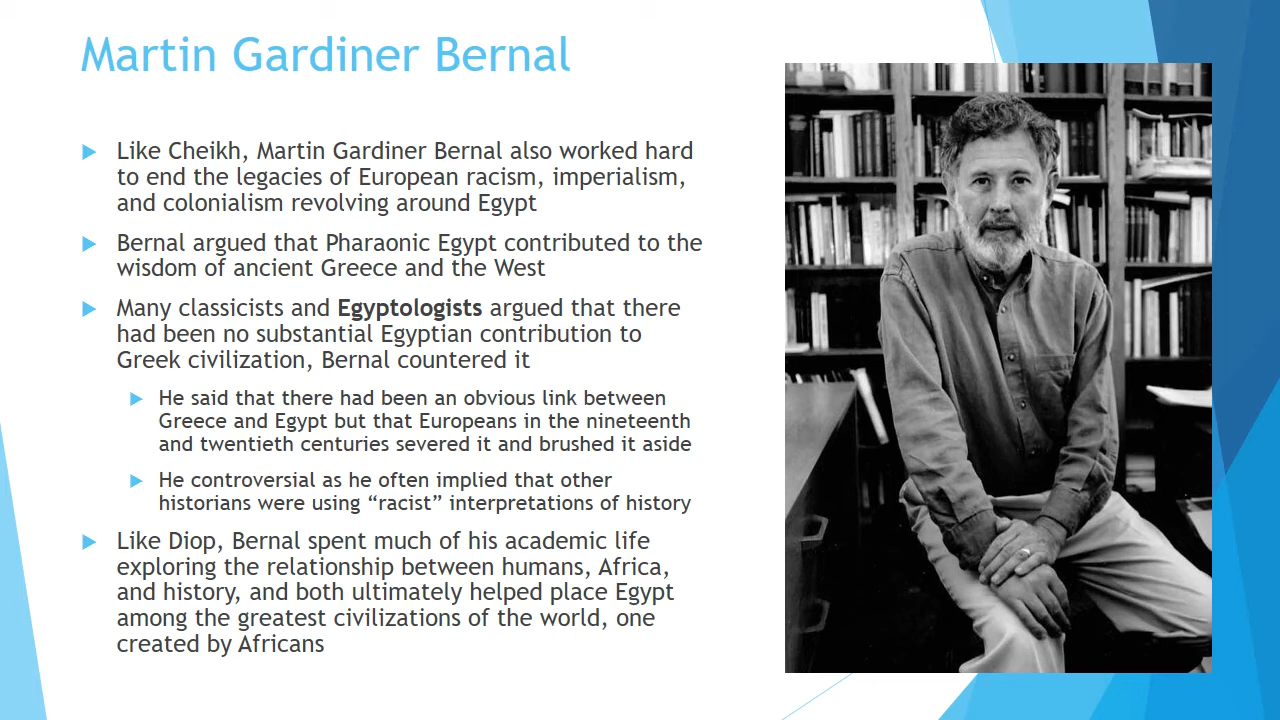 Martin Gardiner Bernal
Like Cheikh, Martin Gardiner Bernal also worked hard
to end the legacies of European racism, imperialism,
and colonialism revolving around Egypt
Bernal argued that Pharaonic Egypt contributed to the
wisdom of ancient Greece and the West
Many classicists and Egyptologists argued that there
had been no substantial Egyptian contribution to
Greek civilization, Bernal countered it
He said that there had been an obvious link between
Greece and Egypt but that Europeans in the nineteenth
and twentieth centuries severed it and brushed it aside
He controversial as he often implied that other
historians were using “racist” interpretations of history
Like Diop, Bernal spent much of his academic life
exploring the relationship between humans, Africa,
and history, and both ultimately helped place Egypt
among the greatest civilizations of the world, one
created by Africans